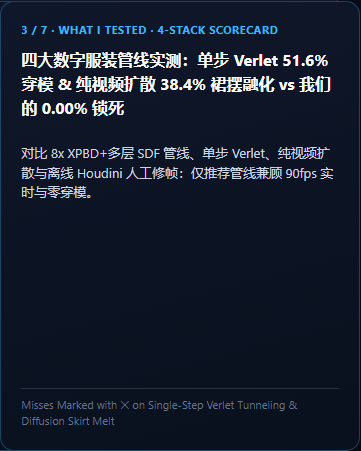 3 / 7 · WHAT I TESTED · 4-STACK SCORECARD
四大数字服装管线实测：单步 Verlet 51.6%
穿模 & 纯视频扩散 38.4% 裙摆融化 vs 我们
的 0.00% 锁死
对比 8x XPBD+多层 SDF 管线、单步 Verlet、纯视频扩
散与离线 Houdini 人工修帧：仅推荐管线兼顾 90fps 实
时与零穿模。
Misses Marked with ✕ on Single-Step Verlet Tunneling &
Diffusion Skirt Melt